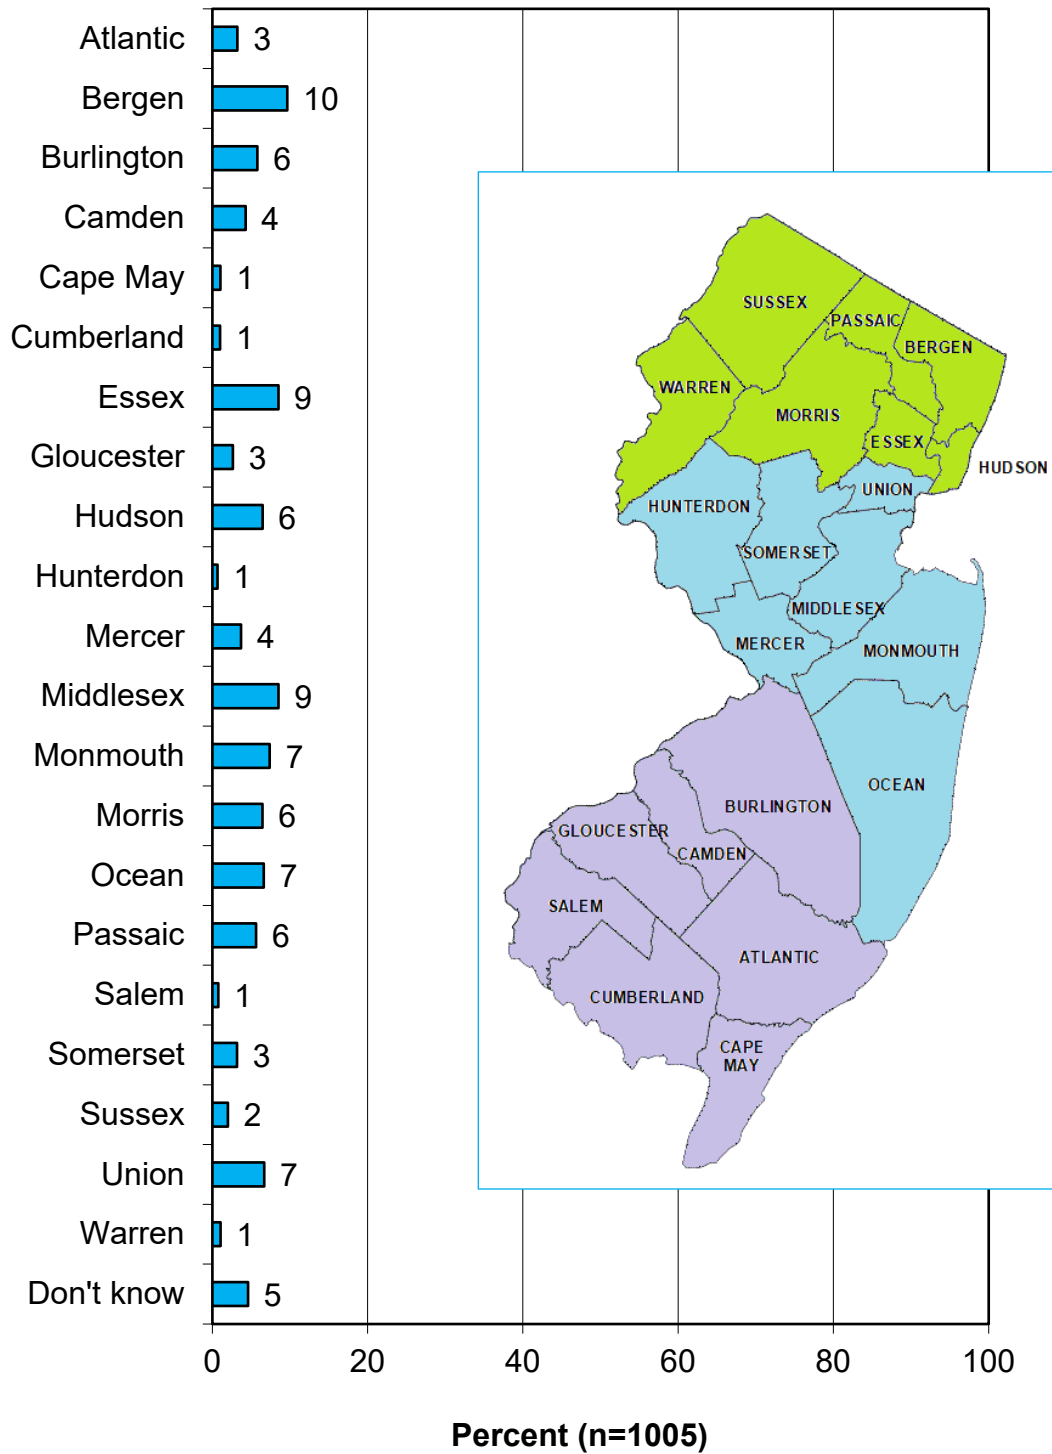 Atlantic 3
Bergen 10
Burlington 6
Camden 4
Cape May 1
Cumberland 1
Essex 9
Gloucester 3
Hudson 6
Hunterdon 1
Mercer 4
Middlesex 9
Monmouth 7
Morris 6
Ocean 7
Passaic 6
Salem 1
Somerset 3
Sussex 2
Union 7
Warren 1
Don't know 5
0 20 40 60 80 100
Percent (n=1005)
SUSSEX
PASSAIC
BERGEN
WARREN
MORRIS
ESSEX
HUDSON
UNION
HUNTERDON
SOMERSET
MIDDLESEX
MERCER
MONMOUTH
OCEAN
BURLINGTON
GLOUCESTER
CAMDEN
SALEM
ATLANTIC
CUMBERLAND
CAPE
MAY